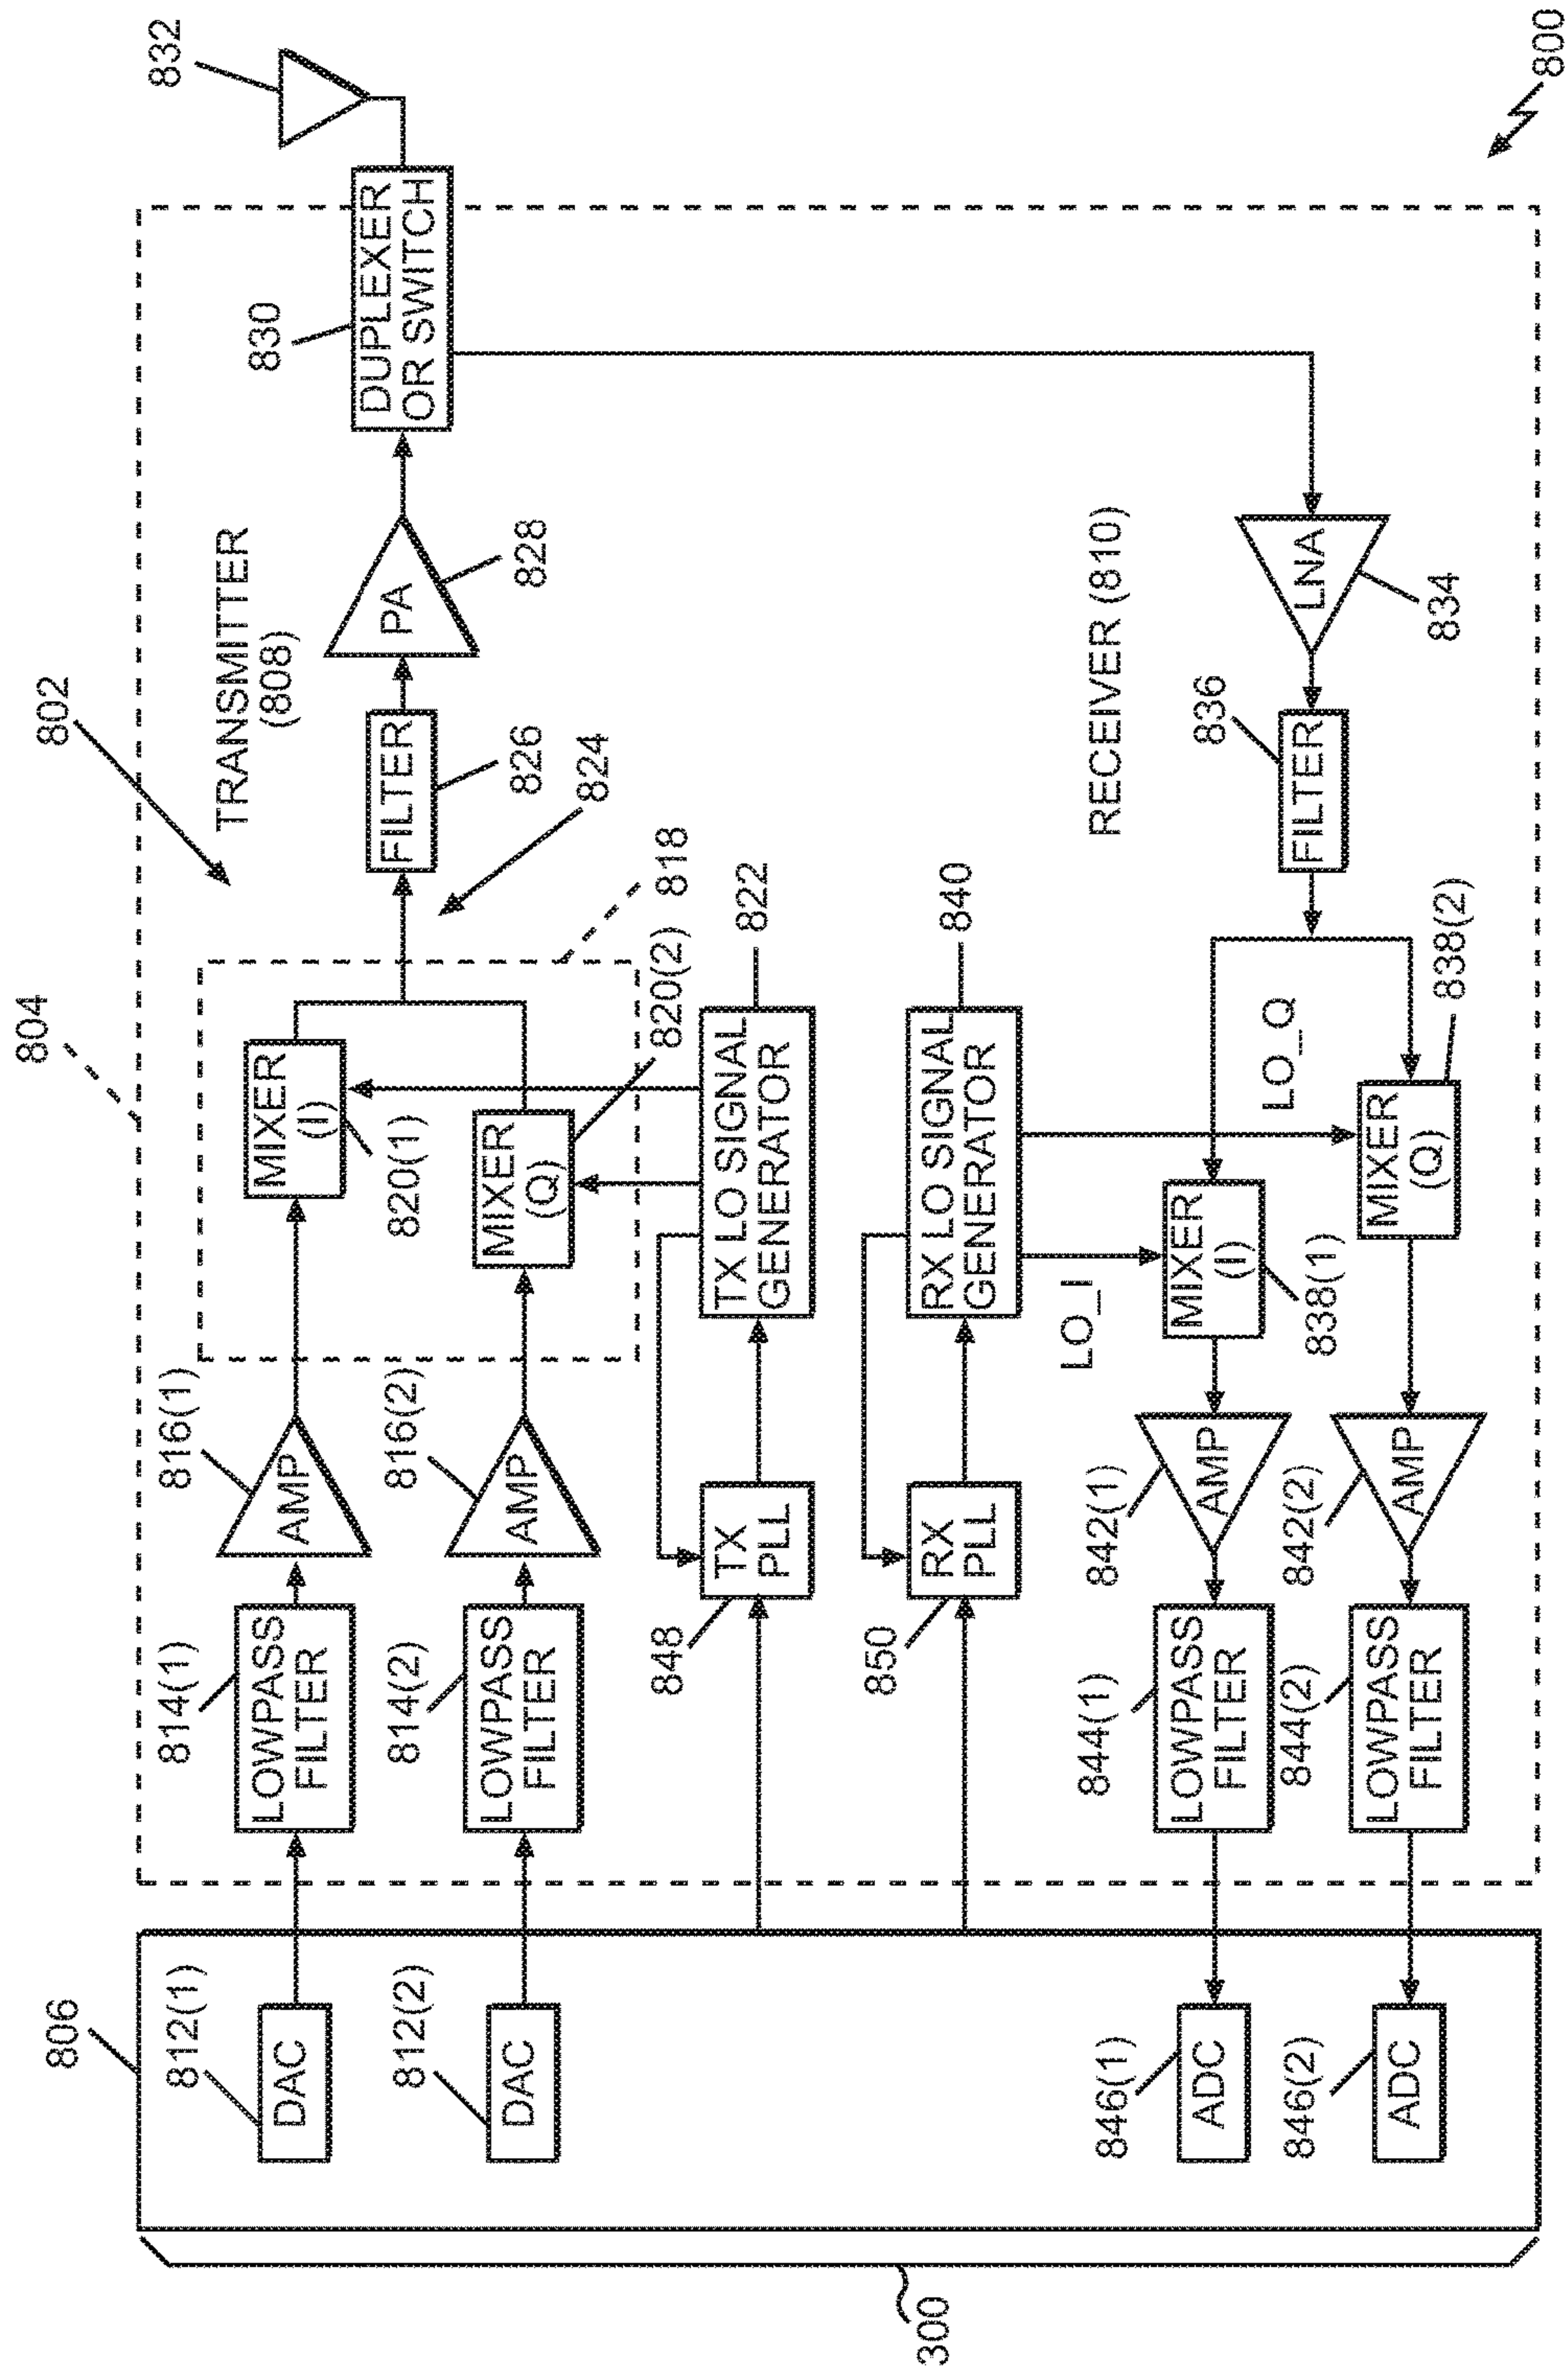 800
804
802
806
300
TRANSMITTER
(808)
832
830
DUPLEXER
OR SWITCH
812(1)
DAC
814(1)
LOWPASS
FILTER
816(1)
AMP
MIXER
(I)
820(1)
812(2)
DAC
814(2)
LOWPASS
FILTER
816(2)
AMP
MIXER
(Q)
820(2)
818
824
FILTER
826
PA
828
848
TX
PLL
TX LO SIGNAL
GENERATOR
822
850
RX
PLL
RX LO SIGNAL
GENERATOR
840
LO_I
LO_Q
RECEIVER (810)
LNA
834
836
FILTER
846(1)
ADC
844(1)
LOWPASS
FILTER
842(1)
AMP
MIXER
(I)
838(1)
846(2)
ADC
844(2)
LOWPASS
FILTER
842(2)
AMP
MIXER
(Q)
838(2)